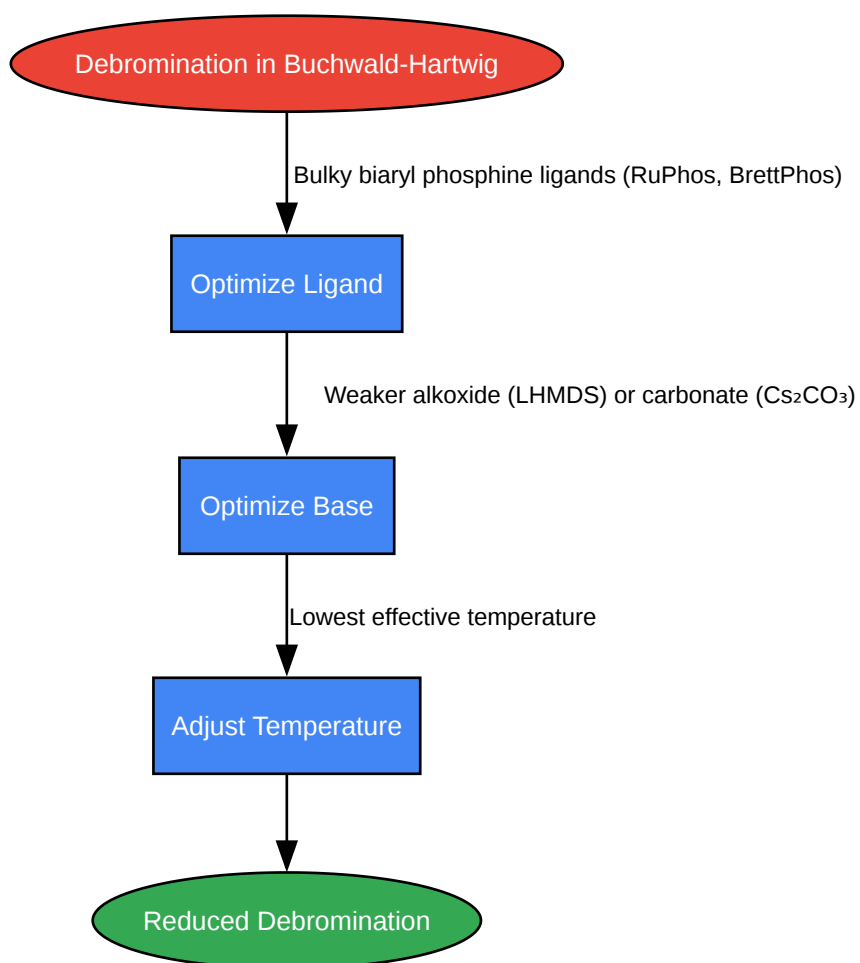 Debromination in Buchwald-Hartwig
Bulky biaryl phosphine ligands (RuPhos, BrettPhos)
Optimize Ligand
Weaker alkoxide (LHMDS) or carbonate (Cs₂CO₃)
Optimize Base
Lowest effective temperature
Adjust Temperature
Reduced Debromination